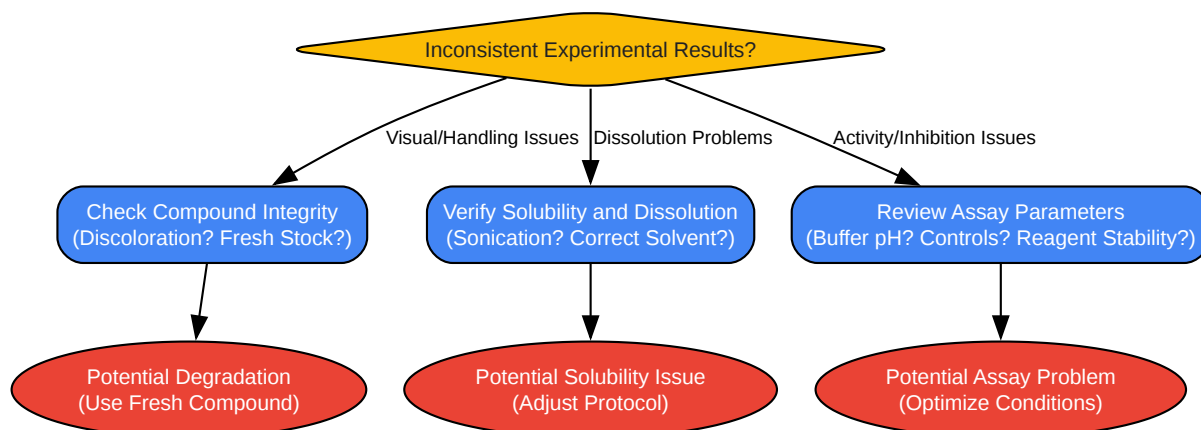 Inconsistent Experimental Results?
Visual/Handling Issues
Dissolution Problems
Activity/Inhibition Issues
Check Compound Integrity
(Discoloration? Fresh Stock?)
Verify Solubility and Dissolution
(Sonication? Correct Solvent?)
Review Assay Parameters
(Buffer pH? Controls? Reagent Stability?)
Potential Degradation
(Use Fresh Compound)
Potential Solubility Issue
(Adjust Protocol)
Potential Assay Problem
(Optimize Conditions)